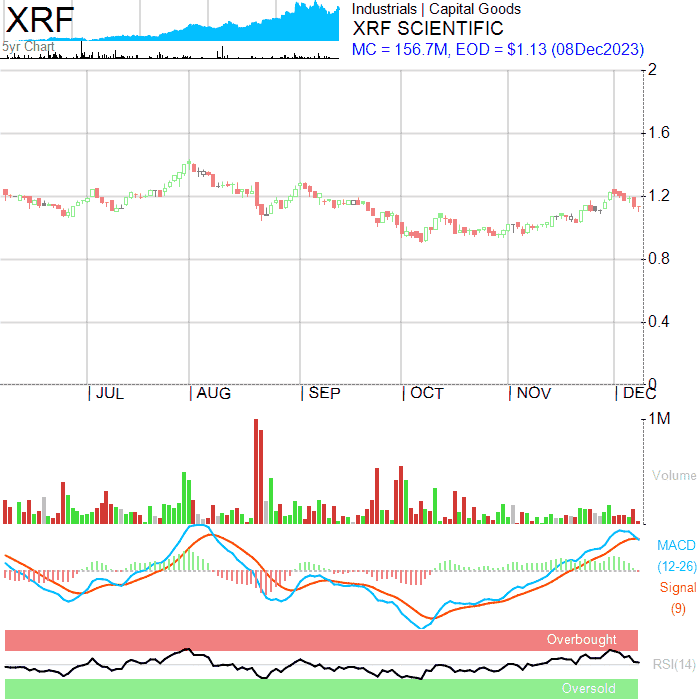 XRF
5yr Chart
Industrials | Capital Goods
XRF SCIENTIFIC
MC = 156.7M, EOD = $1.13 (08Dec2023)
2
1.6
1.2
0.8
0.4
0
JUL AUG SEP OCT NOV DEC
1M
Volume
MACD
(12-26)
Signal
(9)
Overbought
RSI(14)
Oversold